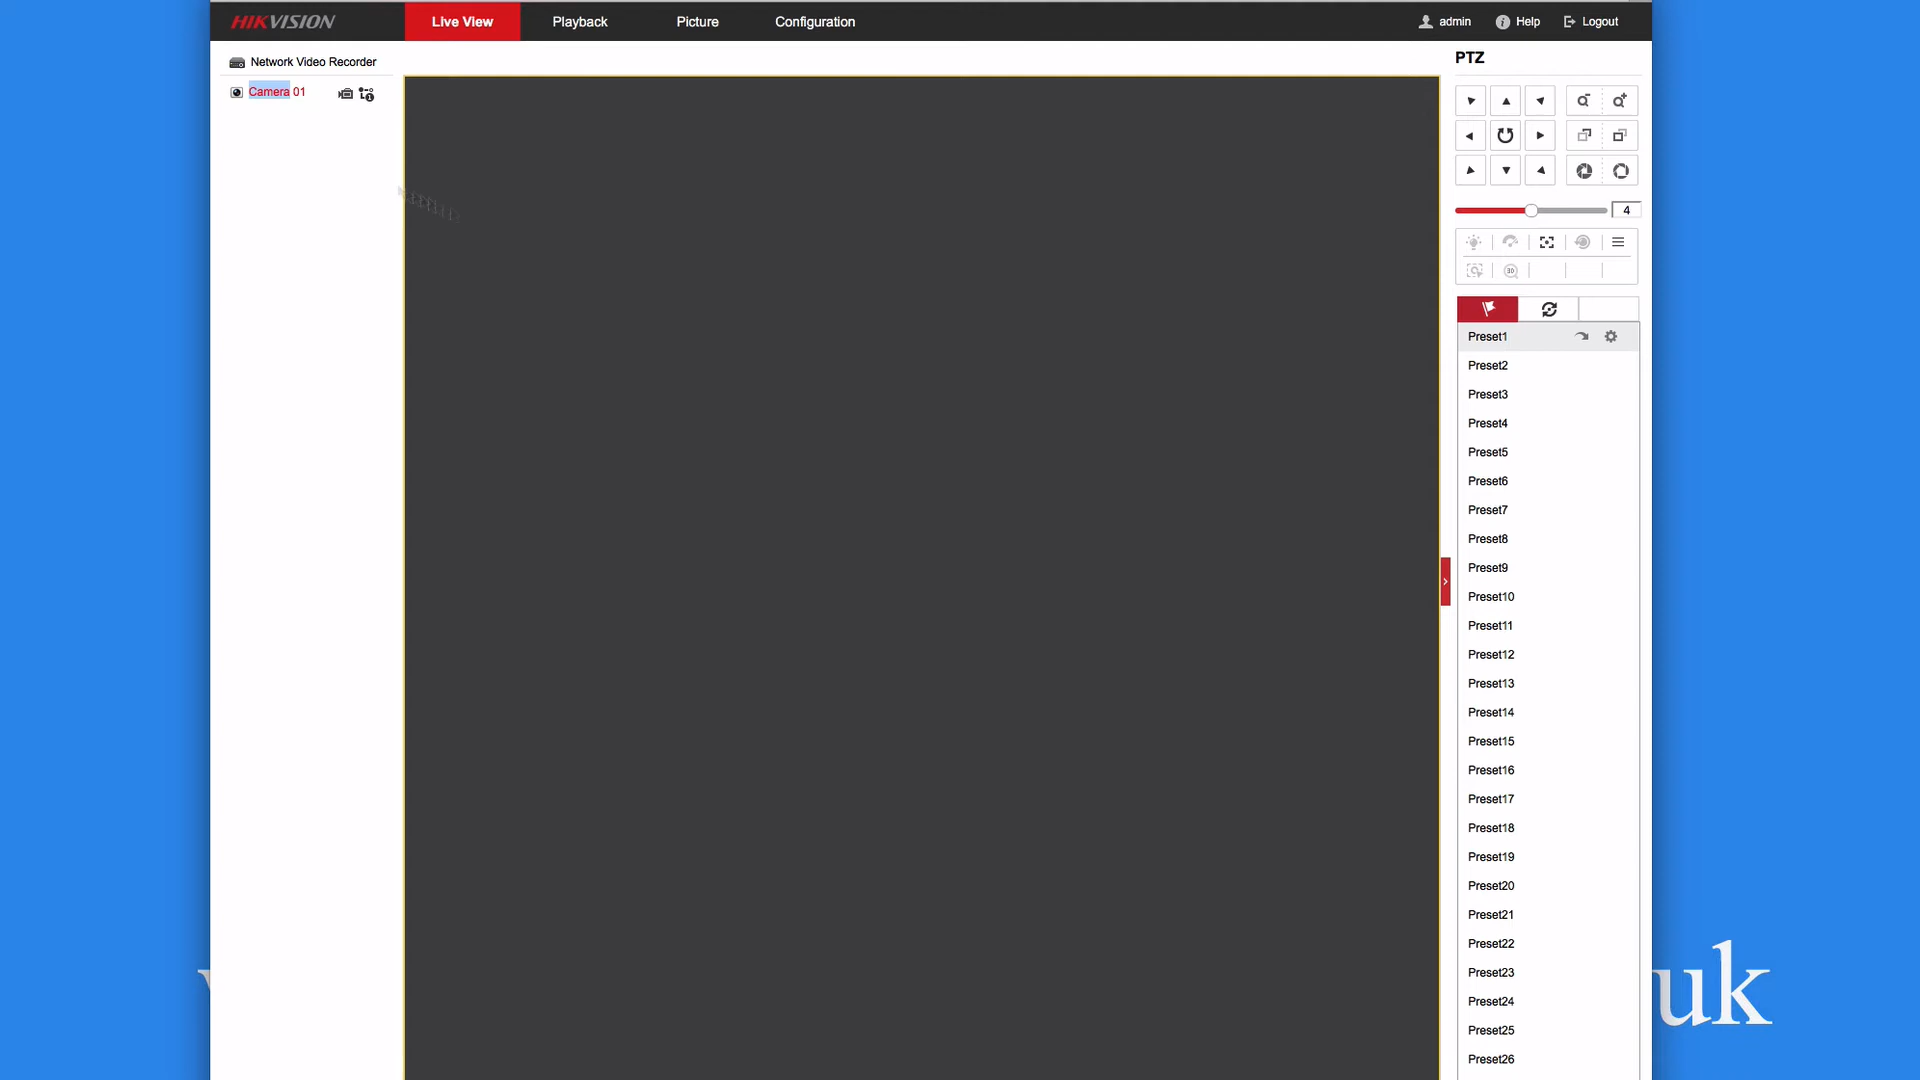 HIKVISION Live View Playback Picture Configuration admin Help Logout
Network Video Recorder
Camera 01
PTZ
4
3D
Preset1
Preset2
Preset3
Preset4
Preset5
Preset6
Preset7
Preset8
Preset9
Preset10
Preset11
Preset12
Preset13
Preset14
Preset15
Preset16
Preset17
Preset18
Preset19
Preset20
Preset21
Preset22
Preset23
Preset24
Preset25
Preset26
uk